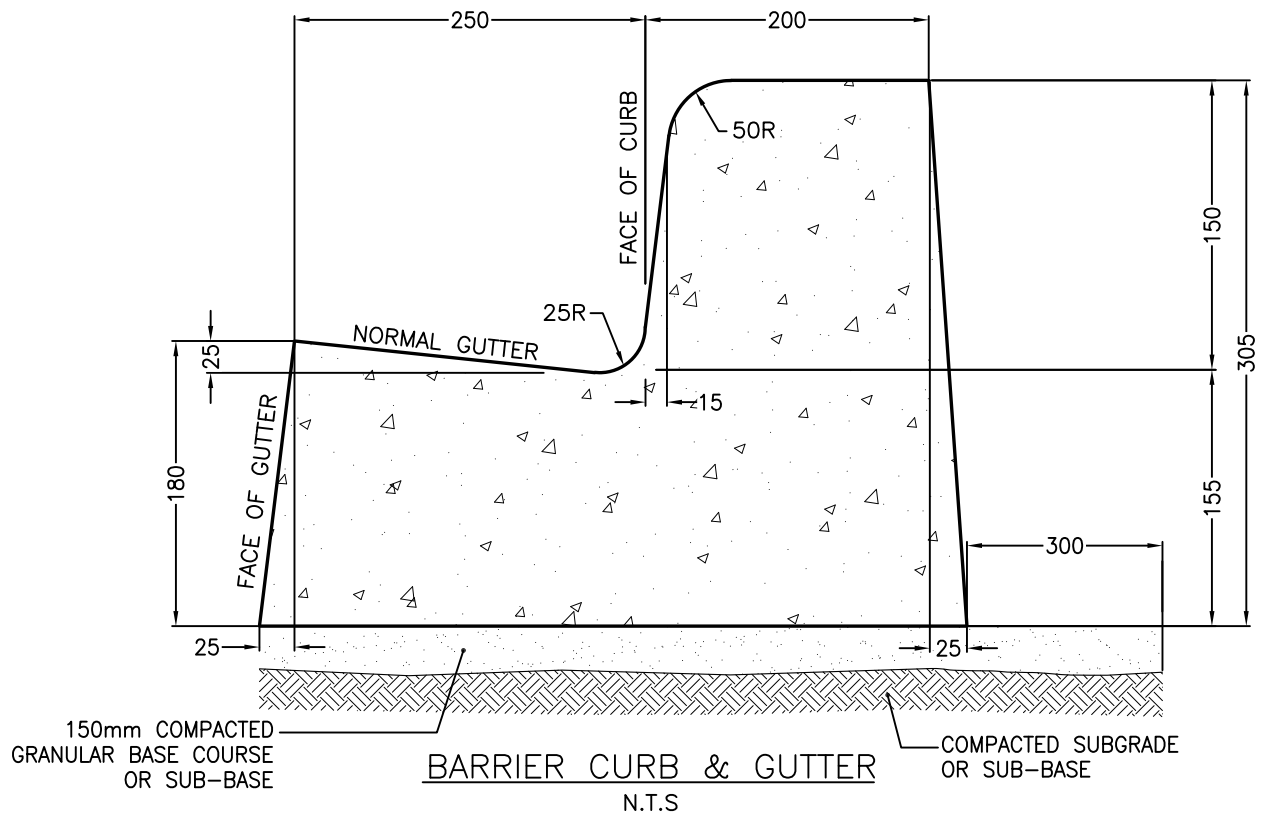 250
200
FACE OF CURB
50R
150
305
25R
NORMAL GUTTER
25
15
FACE OF GUTTER
180
155
300
25
25
150mm COMPACTED
GRANULAR BASE COURSE
OR SUB-BASE
COMPACTED SUBGRADE
OR SUB-BASE
BARRIER CURB & GUTTER
N.T.S